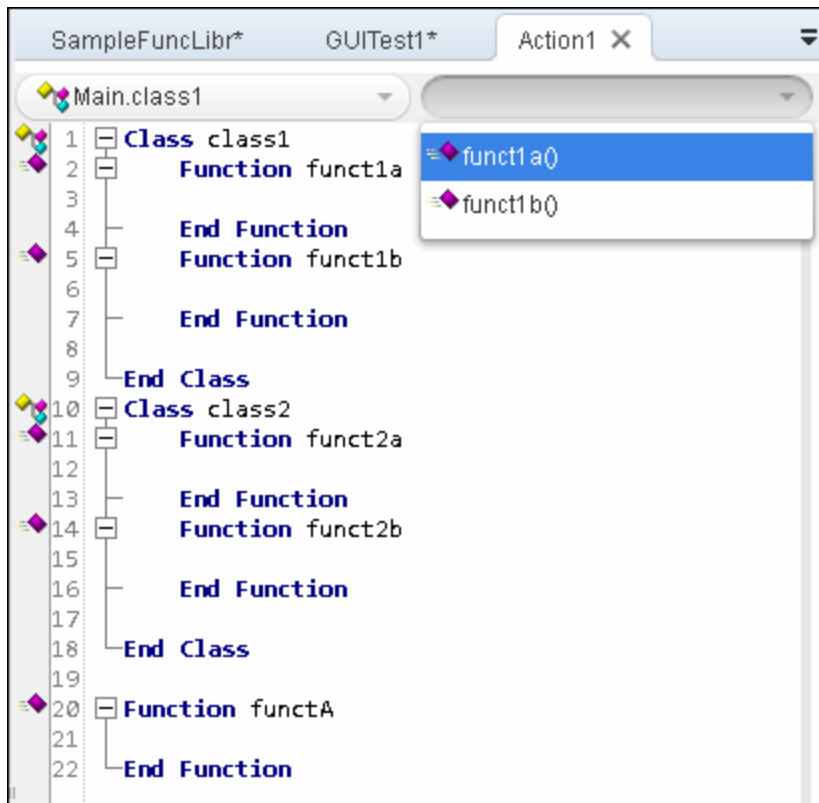 SampleFuncLibr* GUITest1* Action1
Main.class1
1 Class class1
funct1a()
2 Function funct1a
3
funct1b()
4 End Function
5 Function funct1b
6
7 End Function
8
9 End Class
10 Class class2
11 Function funct2a
12
13 End Function
14 Function funct2b
15
16 End Function
17
18 End Class
19
20 Function functA
21
22 End Function